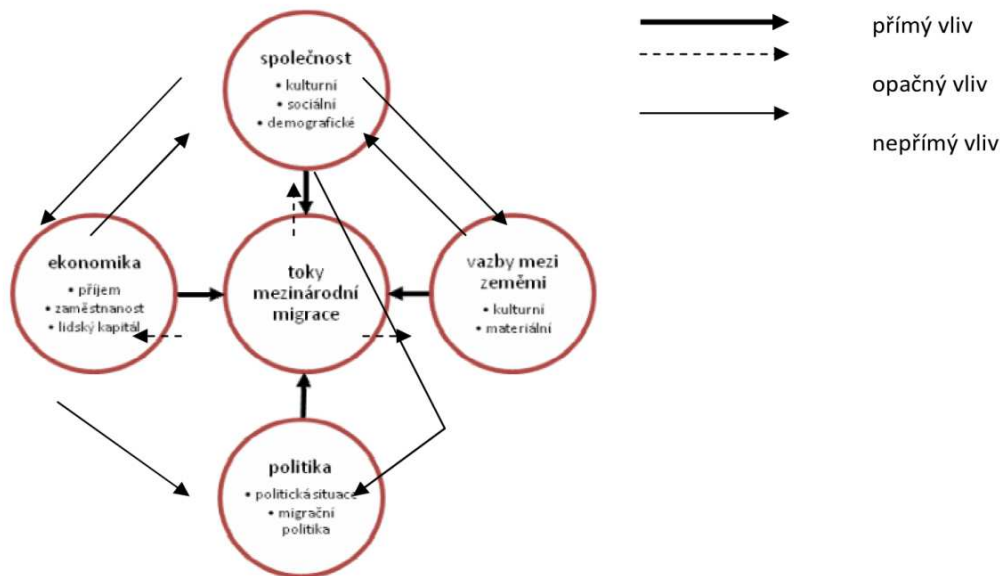 společnost
• kulturní
• sociální
• demografické
přímý vliv
opačný vliv
nepřímý vliv
ekonomika
• příjem
• zaměstnanost
• lidský kapitál
toky
mezinárodní
migrace
vazby mezi
zeměmi
• kulturní
• materiální
politika
• politická situace
• migrační
politika